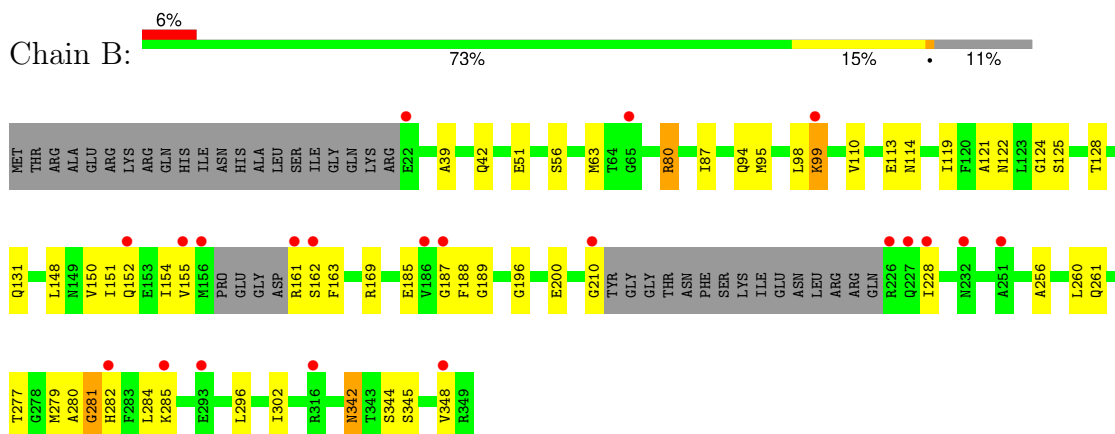 6%
Chain B:
73% 15% • 11%
MET THR ARG ALA GLU ARG LYS ARG GLN HIS ILE ASN HIS ALA LEU SER ILE GLY GLN LYS ARG E22 A39 Q42 E51 S56 M63 T64 G65 R80 I87 Q94 M95 L98 K99 V110 E113 N114 I119 F120 A121 N122 L123 G124 S125 T128
Q131 L148 N149 V150 I151 Q152 E153 I154 V155 M156 PRO GLU GLY ASP R161 S162 F163 R169 E185 V186 G187 F188 G189 G196 E200 G210 TYR GLY GLY THR ASN PHE SER LYS ILE GLU ASN LEU ARG ARG GLN R226 Q227 I228 N232 A251 A256 L260 Q261
T277 G278 M279 A280 G281 H282 F283 L284 K285 E293 L296 I302 R316 N342 T343 S344 S345 V348 R349